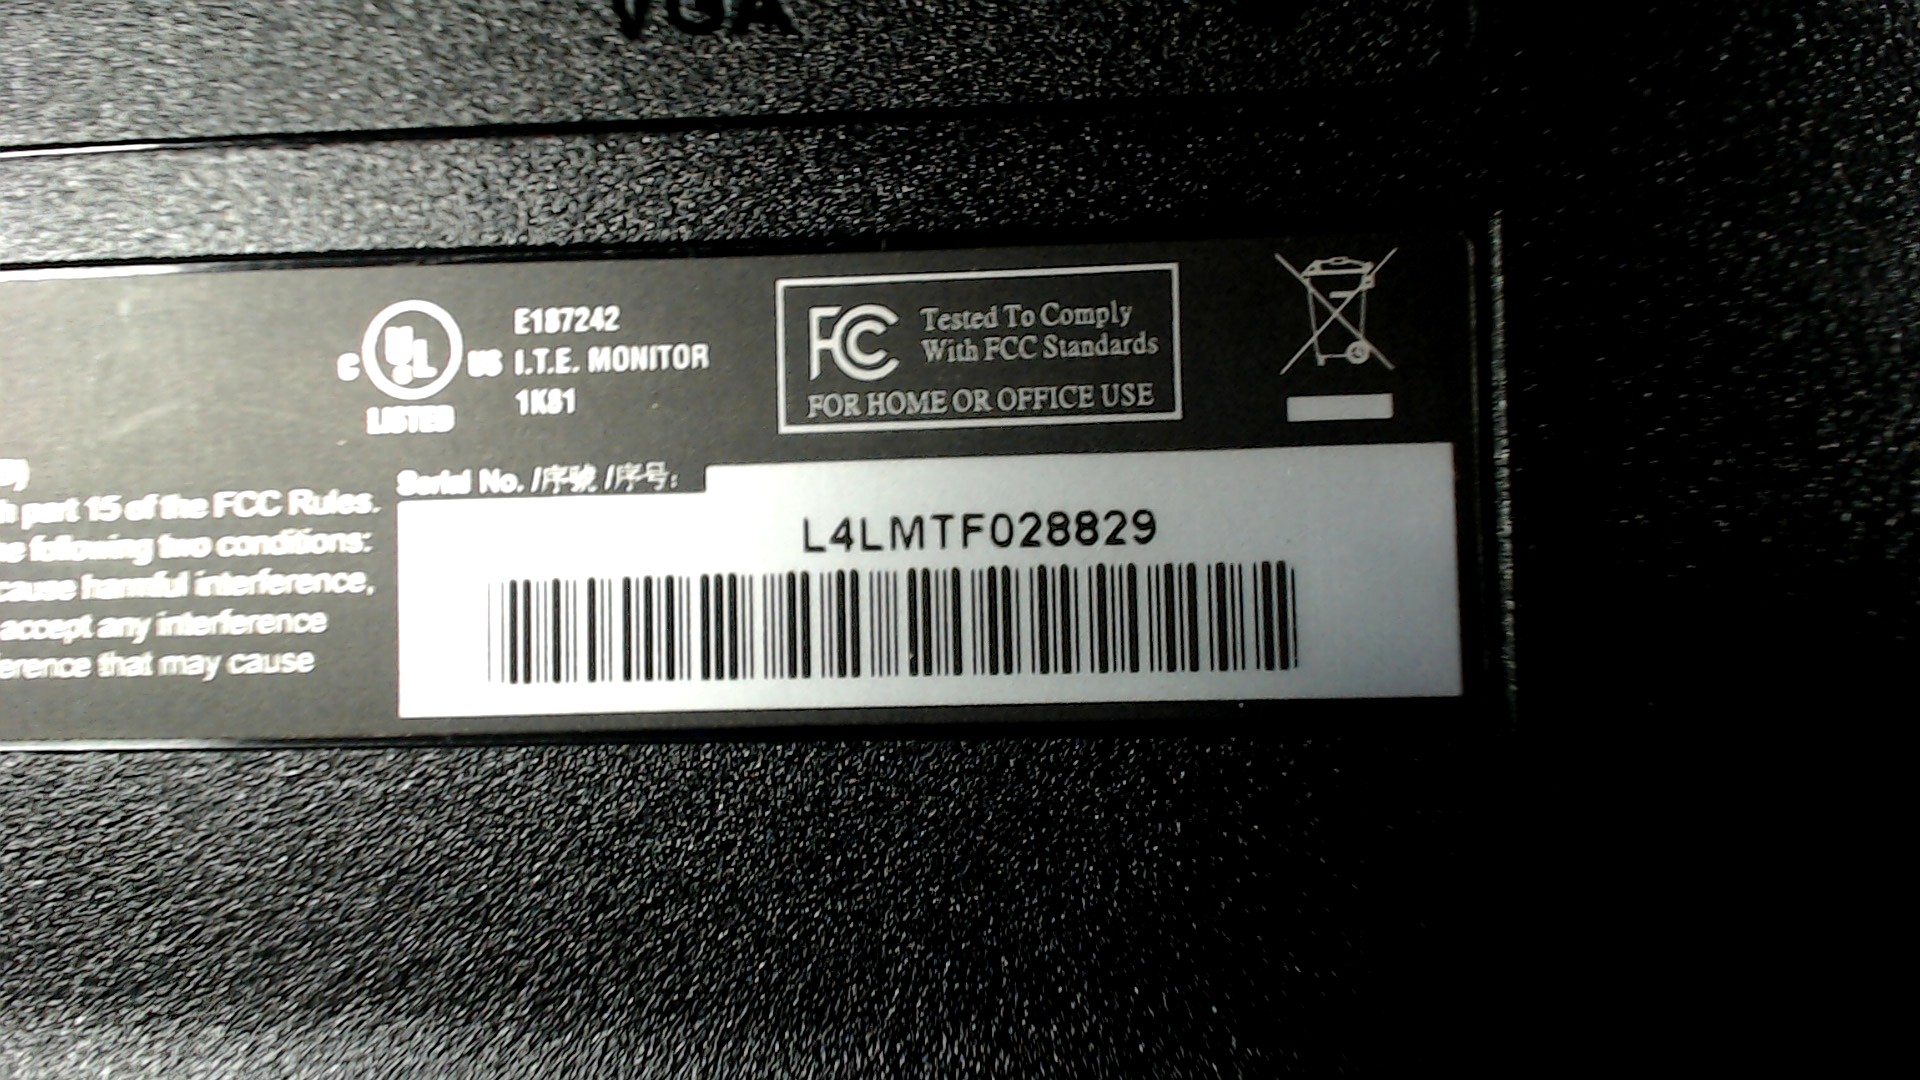 VGA
C UL US
LISTED
E187242
I.T.E. MONITOR
1K81
FC Tested To Comply
With FCC Standards
FOR HOME OR OFFICE USE
Serial No. /序號 /序号:
part 15 of the FCC Rules.
following two conditions:
cause harmful interference,
accept any interference
that may cause
L4LMTF028829